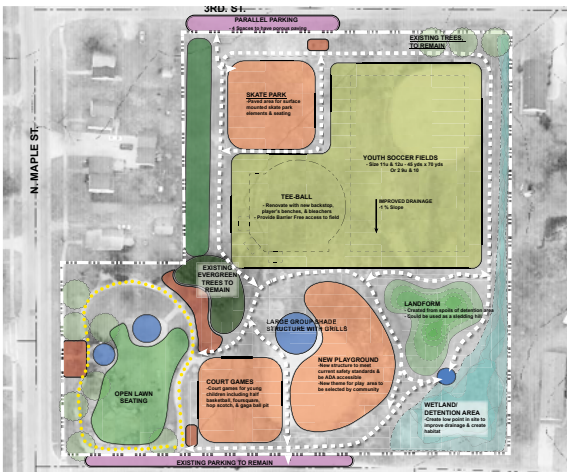 3RD. ST.
PARALLEL PARKING
Spaces to have porous paving
EXISTING TREES
TO REMAIN
N. MAPLE ST.
SKATE PARK
-Paved area for surface
mounted skate park
elements & seating
YOUTH SOCCER FIELDS
- Size 11u & 12u - 45 yds x 70 yds
Or 2 9u & 10
TEE-BALL
- Renovate with new backstop,
player's benches, & bleachers
- Provide Barrier Free access to field
IMPROVED DRAINAGE
-1 % Slope
EXISTING
EVERGREEN
TREES TO
REMAIN
LARGE GROUP SHADE
STRUCTURE WITH GRILLS
LANDFORM
- Created from spoils of detention area
- Could be used as a sledding hill
NEW PLAYGROUND
-New structure to meet
current safety standards &
be ADA accessible
-New theme for play area to
be selected by community
COURT GAMES
-Court games for young
children including half
basketball, foursquare,
hop scotch, & gaga ball pit
OPEN LAWN
SEATING
WETLAND/
DETENTION AREA
-Create low point in site to
improve drainage & create
habitat
EXISTING PARKING TO REMAIN